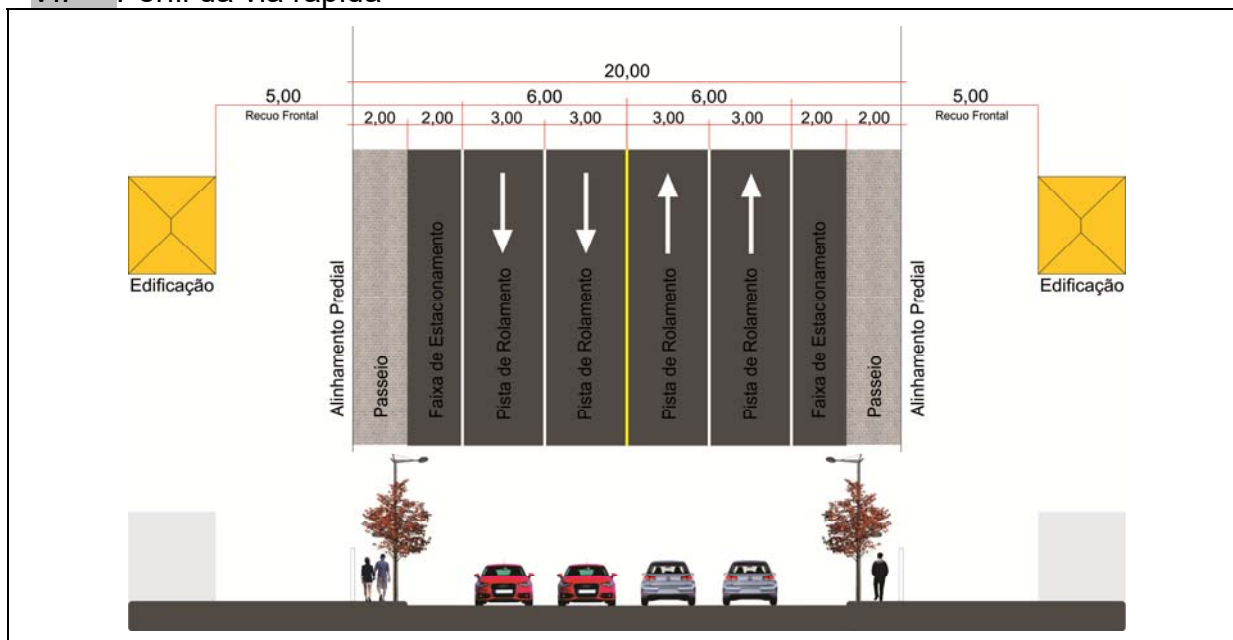 Perfil da via rápida
20,00
5,00 6,00 6,00 5,00
Recuo Frontal 2,00 2,00 3,00 3,00 3,00 3,00 2,00 2,00 Recuo Frontal
Edificação
Alinhamento Predial
Passeio
Faixa de Estacionamento
Pista de Rolamento
Pista de Rolamento
Pista de Rolamento
Pista de Rolamento
Faixa de Estacionamento
Passeio
Alinhamento Predial
Edificação